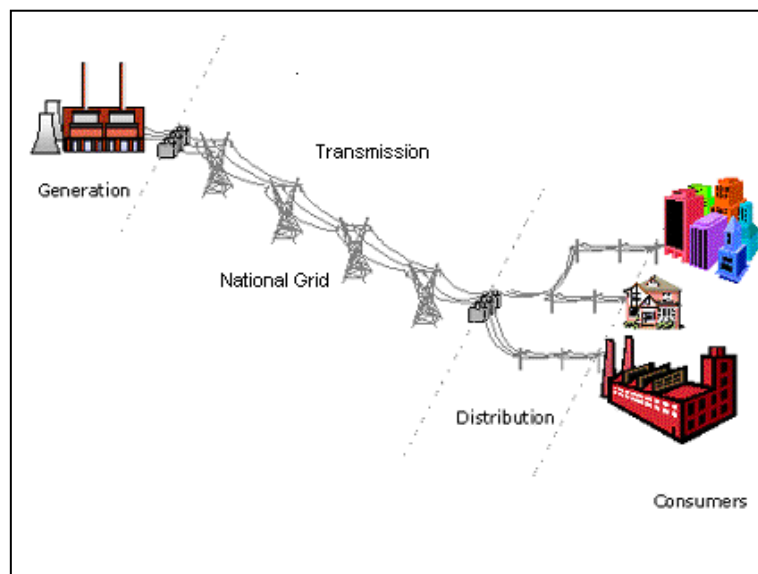 Transmission
Generation
National Grid
Distribution
Consumers